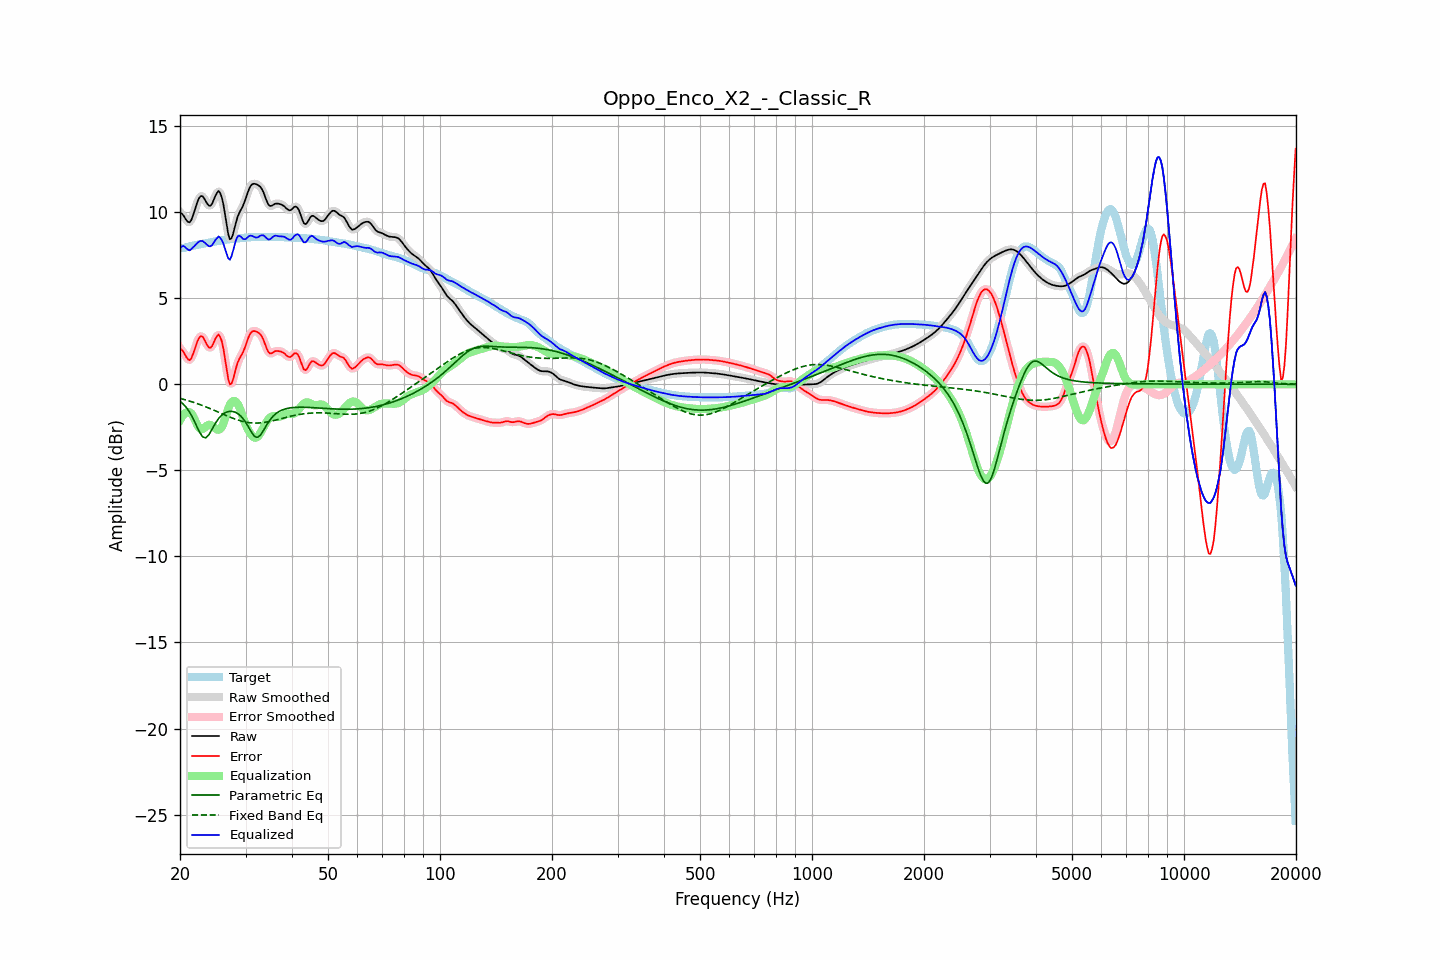 Oppo_Enco_X2_-_Classic_R
15
10
5
0
−5
−10
−15
−20
−25
Amplitude (dBr)
Target
Raw Smoothed
Error Smoothed
Raw
Error
Equalization
Parametric Eq
Fixed Band Eq
Equalized
20 50 100 200 500 1000 2000 5000 10000 20000
Frequency (Hz)